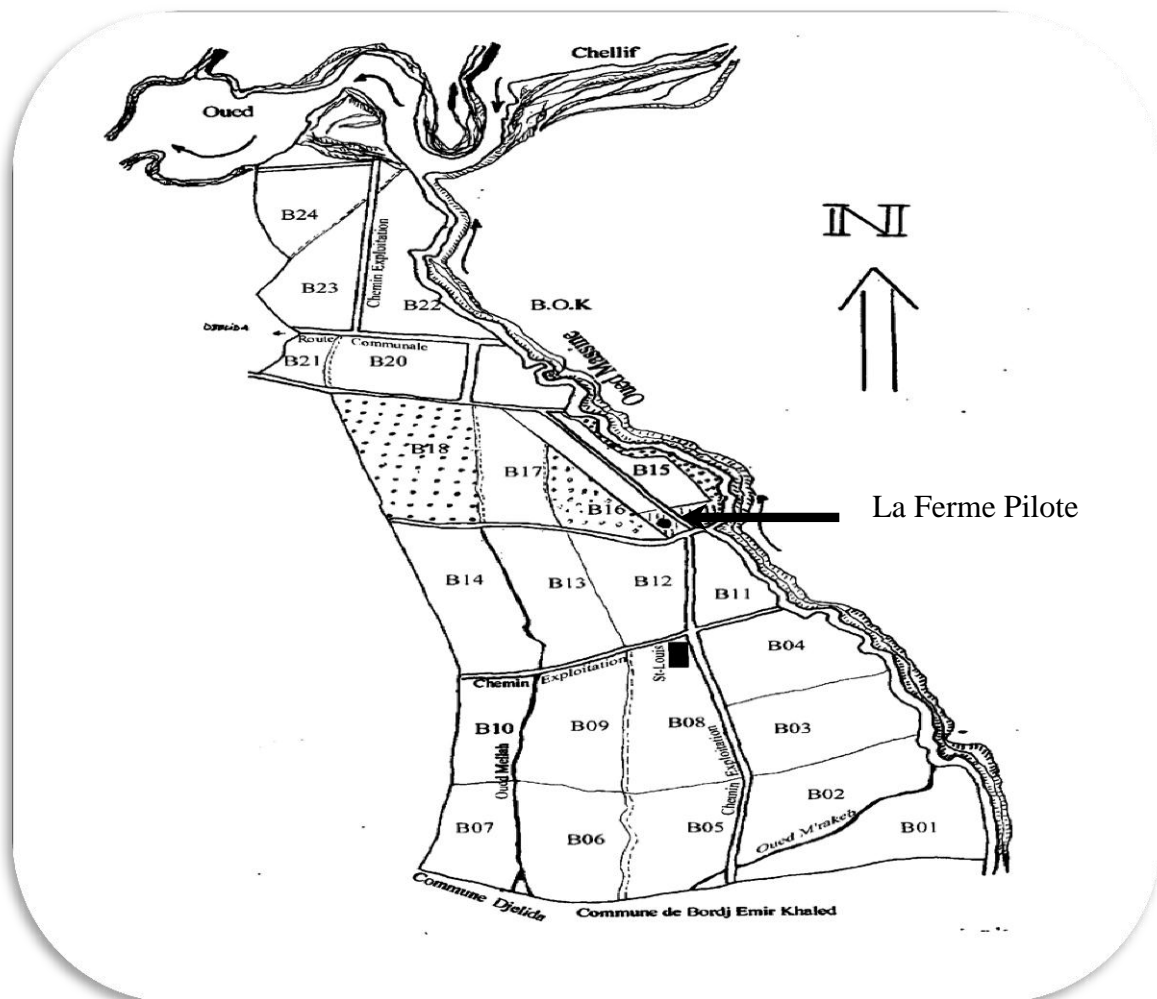 Chellif
Oued
N
B24
Chemin Exploitation
B23
B22
B.O.K
Oued Massine
Route Communale
B21
B20
B18
B17
B15
B16
La Ferme Pilote
B14
B13
B12
B11
B04
St-Louis
Chemin Exploitation
B10
B09
B08
B03
Oued Mellah
Chemin Exploitation
B02
B07
B06
B05
Oued M'rakeb
B01
Commune Djelida
Commune de Bordj Emir Khaled